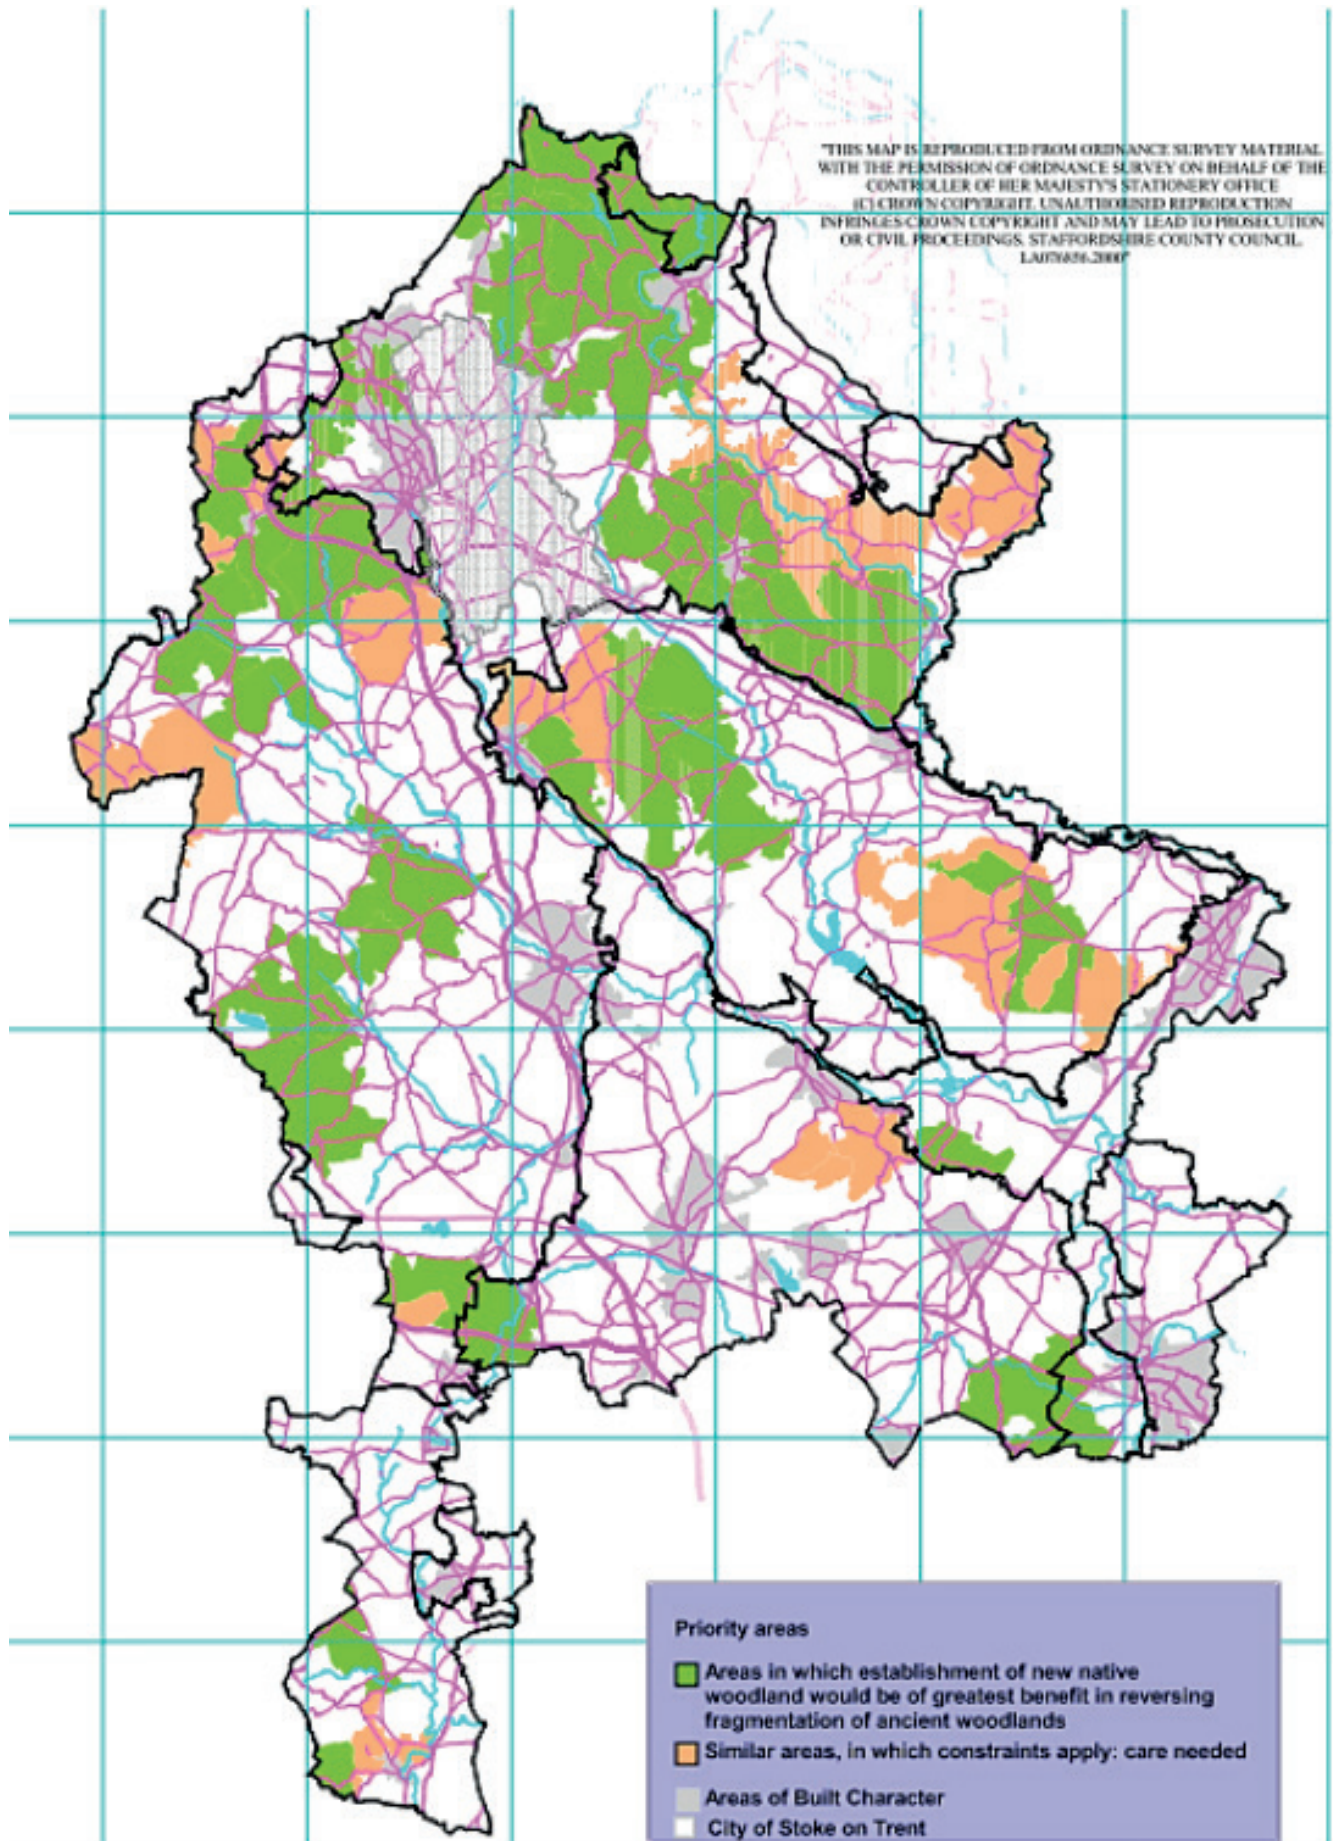 "THIS MAP IS REPRODUCED FROM ORDNANCE SURVEY MATERIAL
WITH THE PERMISSION OF ORDNANCE SURVEY ON BEHALF OF THE
CONTROLLER OF HER MAJESTY'S STATIONERY OFFICE
(C) CROWN COPYRIGHT. UNAUTHORISED REPRODUCTION
INFRINGES CROWN COPYRIGHT AND MAY LEAD TO PROSECUTION
OR CIVIL PROCEEDINGS. STAFFORDSHIRE COUNTY COUNCIL.
Priority areas
Areas in which establishment of new native
woodland would be of greatest benefit in reversing
fragmentation of ancient woodlands
Similar areas, in which constraints apply: care needed
Areas of Built Character
City of Stoke on Trent